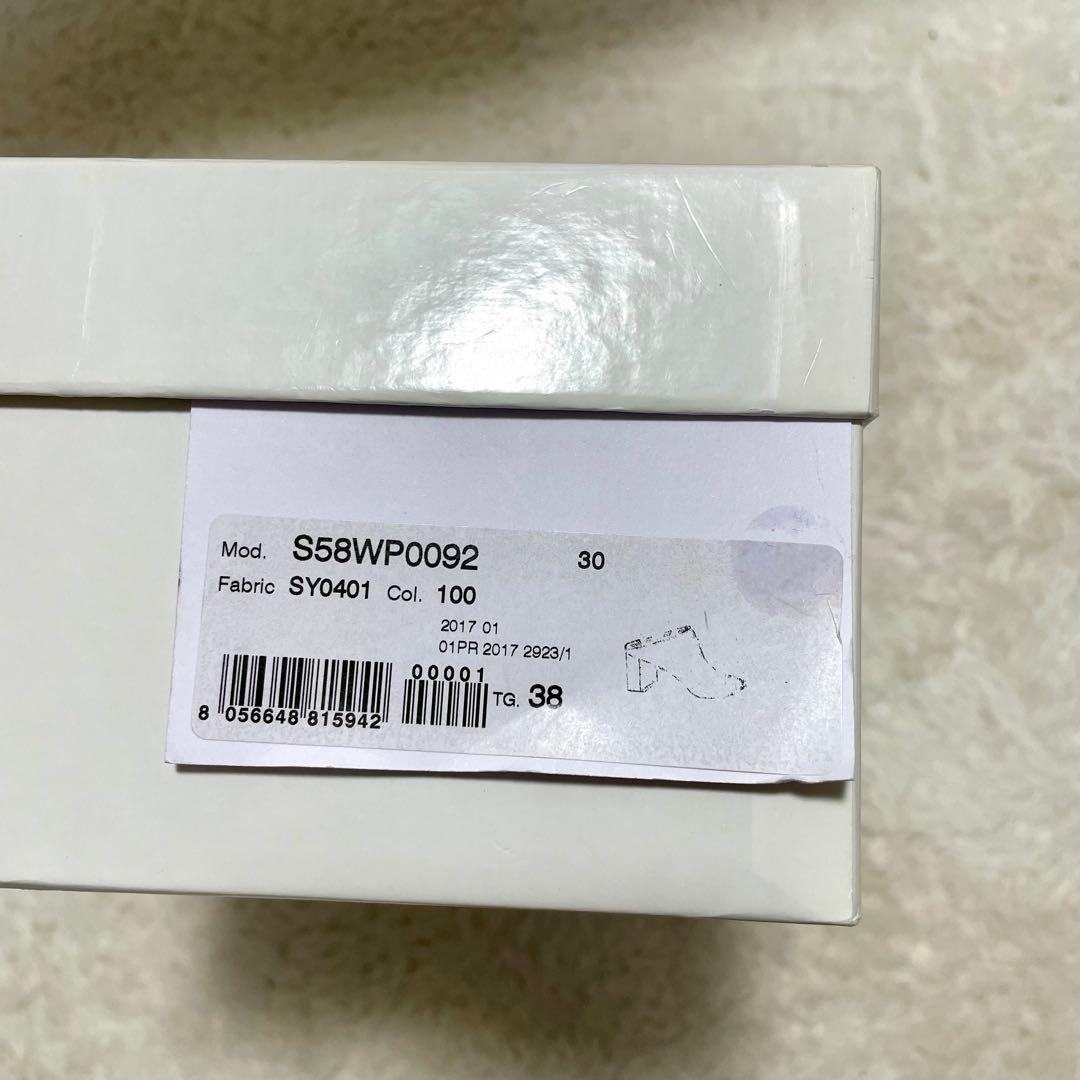 Mod. S58WP0092 30
Fabric SY0401 Col. 100
2017 01
01PR 2017 2923/1
00001
8 056648 815942 TG. 38